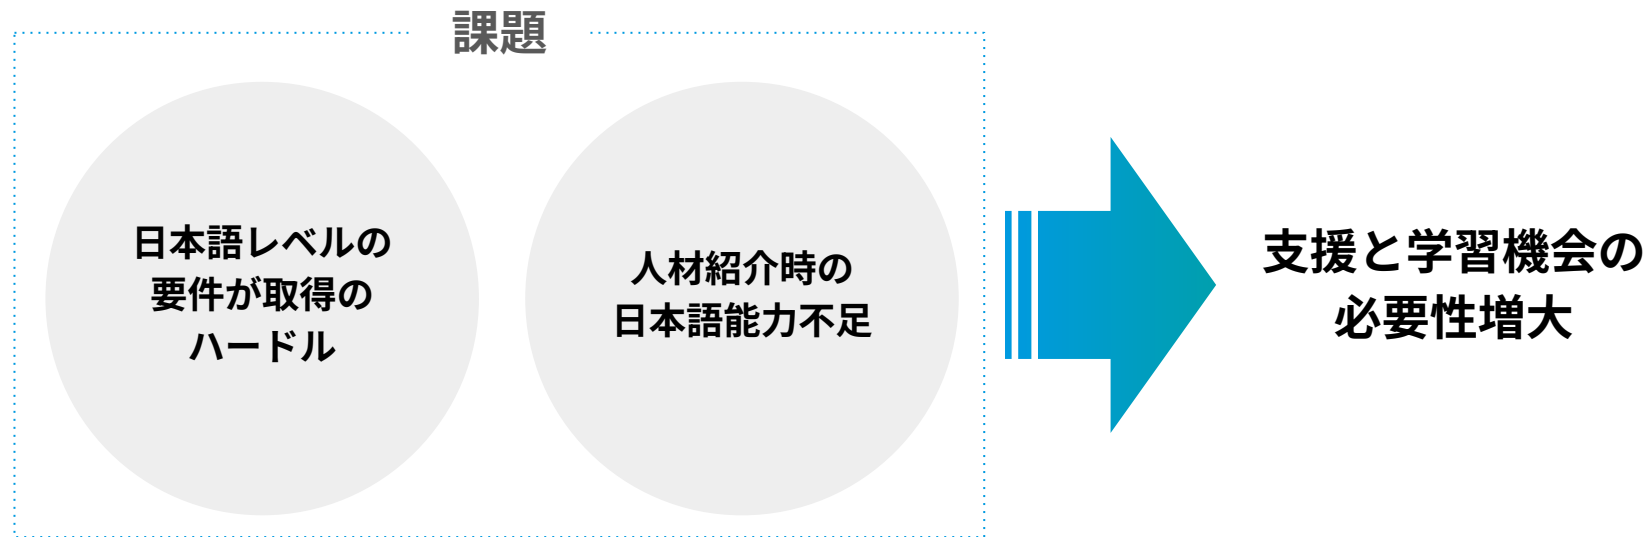 課題
日本語レベルの
要件が取得の
ハードル
人材紹介時の
日本語能力不足
支援と学習機会の
必要性増大